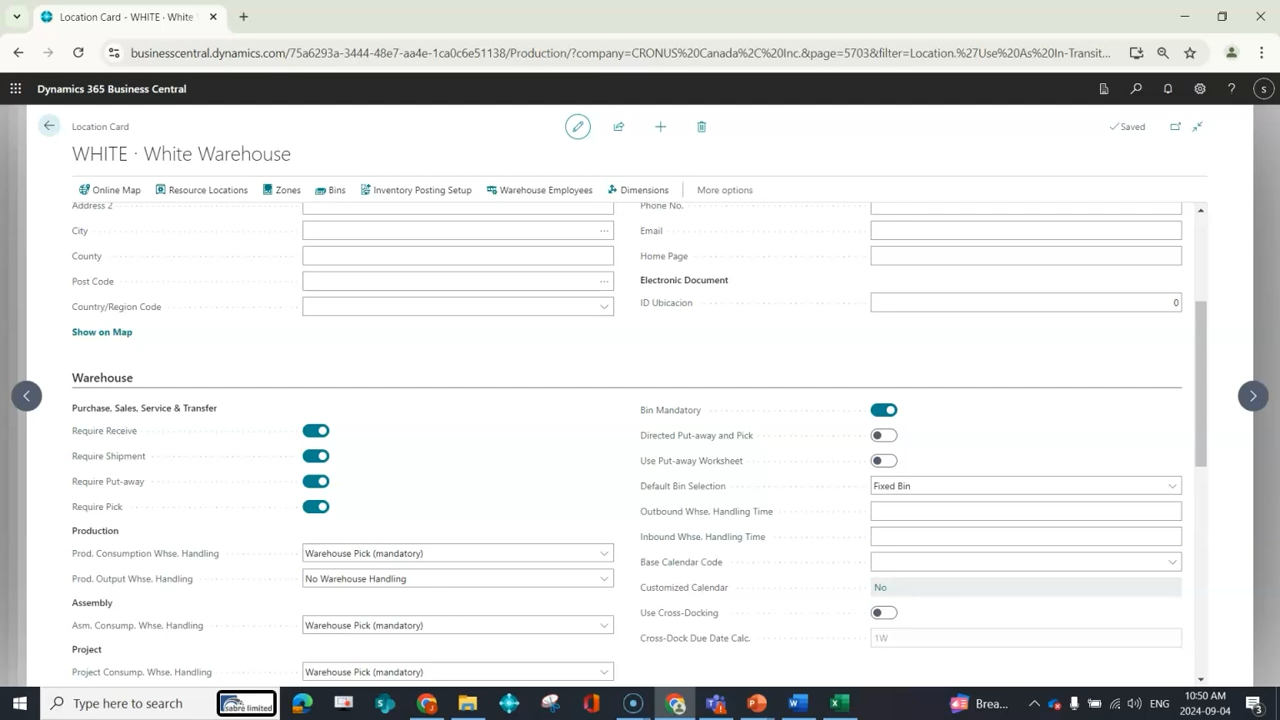 Location Card - WHITE · White
businesscentral.dynamics.com/75a6293a-3444-48e7-aa4e-1ca0c6e51138/Production/?company=CRONUS%20Canada%2C%20Inc.&page=5703&filter=Location.%27Use%20As%20In-Transit...
Dynamics 365 Business Central
S
Location Card
Saved
WHITE · White Warehouse
Online Map Resource Locations Zones Bins Inventory Posting Setup Warehouse Employees Dimensions More options
Address 2 Phone No.
City Email
County Home Page
Post Code Electronic Document
Country/Region Code ID Ubicacion 0
Show on Map
Warehouse
Purchase, Sales, Service & Transfer Bin Mandatory
Require Receive Directed Put-away and Pick
Require Shipment Use Put-away Worksheet
Require Put-away Default Bin Selection Fixed Bin
Require Pick Outbound Whse. Handling Time
Production Inbound Whse. Handling Time
Prod. Consumption Whse. Handling Warehouse Pick (mandatory) Base Calendar Code
Prod. Output Whse. Handling No Warehouse Handling Customized Calendar No
Assembly Use Cross-Docking
Asm. Consump. Whse. Handling Warehouse Pick (mandatory) Cross-Dock Due Date Calc. 1W
Project
Project Consump. Whse. Handling Warehouse Pick (mandatory)
Type here to search sabre limited Brea... ENG 10:50 AM 2024-09-04 3